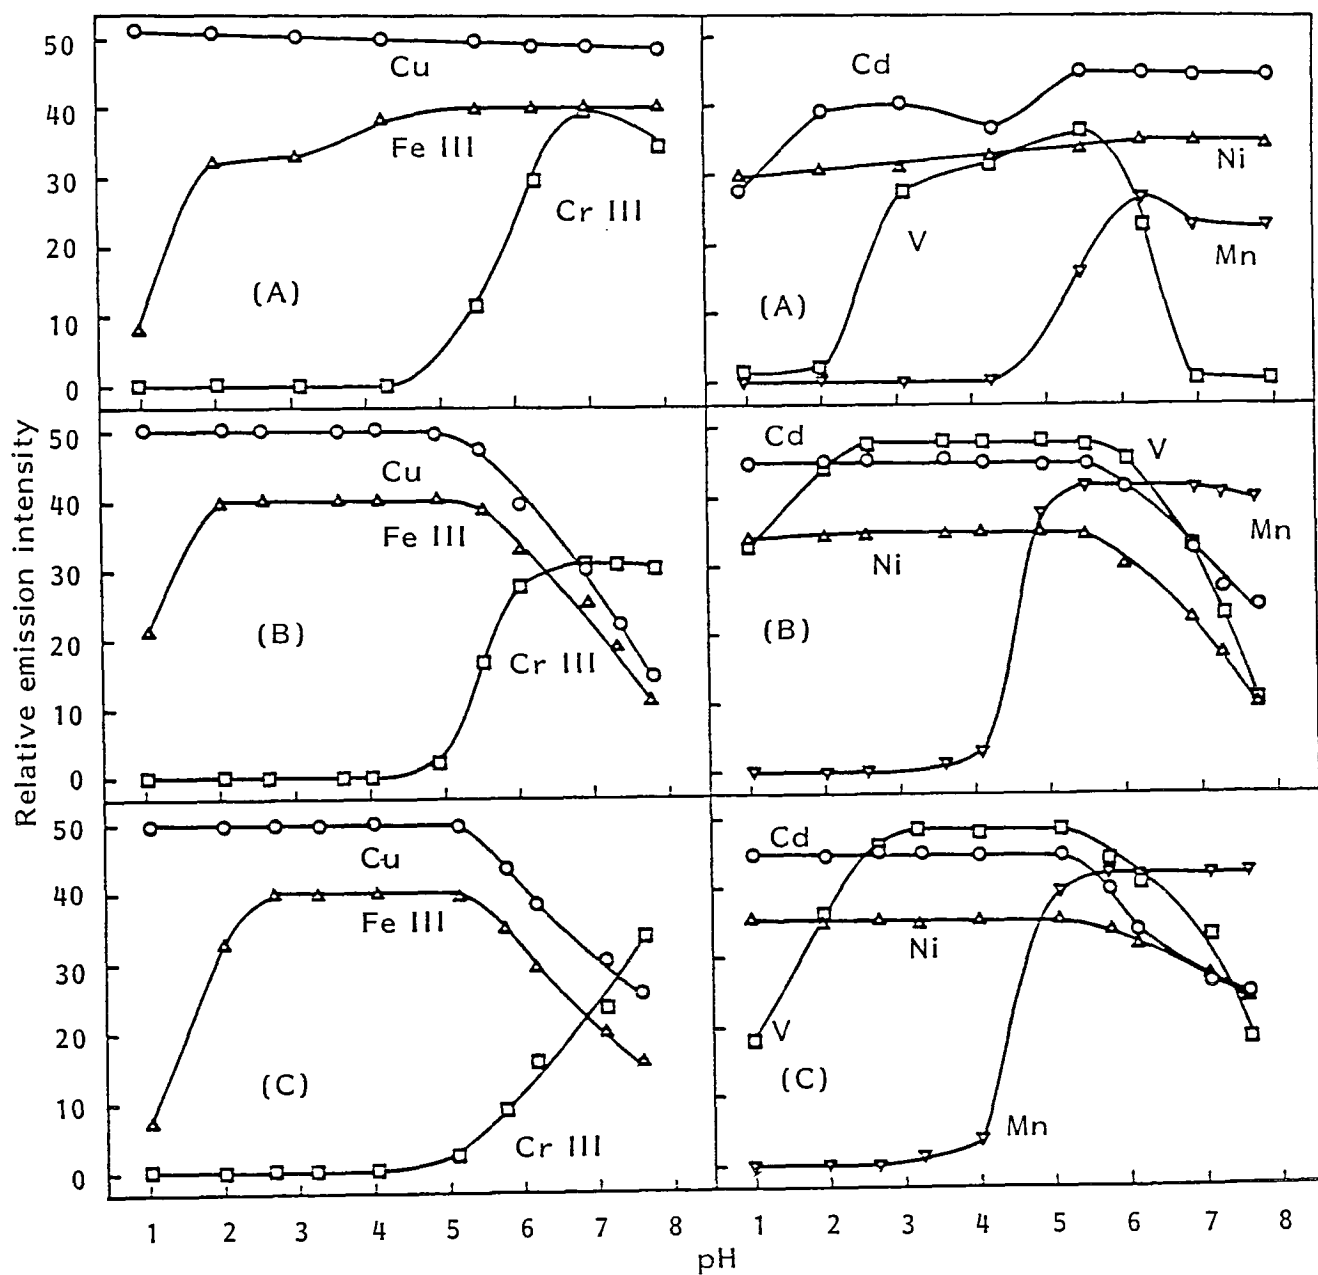 50
40
30
20
10
0
Cu
Fe III
Cr III
(A)
Cd
Ni
V
Mn
(A)
50
40
30
20
10
0
Cu
Fe III
Cr III
(B)
Cd
V
Mn
Ni
(B)
50
40
30
20
10
0
Cu
Fe III
Cr III
(C)
Cd
Ni
V
Mn
(C)
Relative emission intensity
1 2 3 4 5 6 7 8
1 2 3 4 5 6 7 8
pH